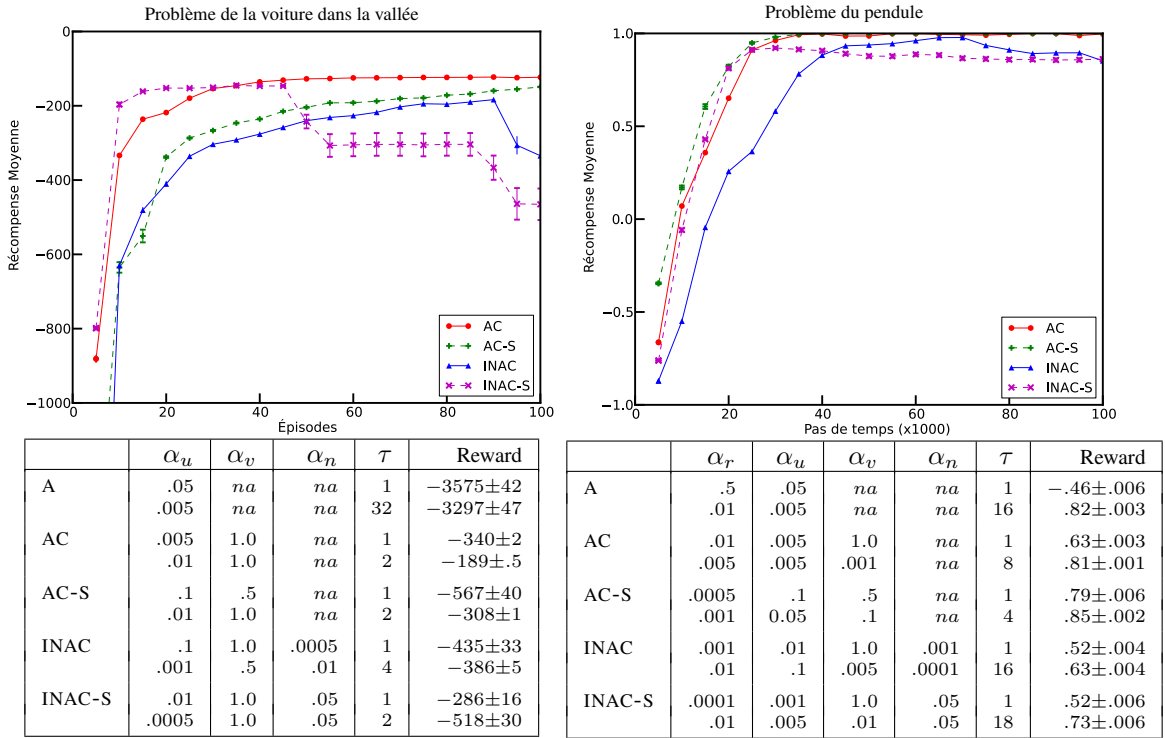 Problème de la voiture dans la vallée
0
−200
−400
−600
−800
−1000
Récompense Moyenne
20 40 60 80 100
Épisodes
AC
AC-S
INAC
INAC-S
Problème du pendule
1.0
0.5
0.0
−0.5
−1.0
Récompense Moyenne
0 20 40 60 80 100
Pas de temps (x1000)
AC
AC-S
INAC
INAC-S
α_u α_v α_n τ Reward
A .05 na na 1 −3575±42
.005 na na 32 −3297±47
AC .005 1.0 na 1 −340±2
.01 1.0 na 2 −189±.5
AC-S .1 .5 na 1 −567±40
.01 1.0 na 2 −308±1
INAC .1 1.0 .0005 1 −435±33
.001 .5 .01 4 −386±5
INAC-S .01 1.0 .05 1 −286±16
.0005 1.0 .05 2 −518±30
α_r α_u α_v α_n τ Reward
A .5 .05 na na 1 −.46±.006
.01 .005 na na 16 .82±.003
AC .01 .005 1.0 na 1 .63±.003
.005 .005 .001 na 8 .81±.001
AC-S .0005 .1 .5 na 1 .79±.006
.001 0.05 .1 na 4 .85±.002
INAC .001 .01 1.0 .001 1 .52±.004
.01 .1 .005 .0001 16 .63±.004
INAC-S .0001 .001 1.0 .05 1 .52±.006
.01 .005 .01 .05 18 .73±.006